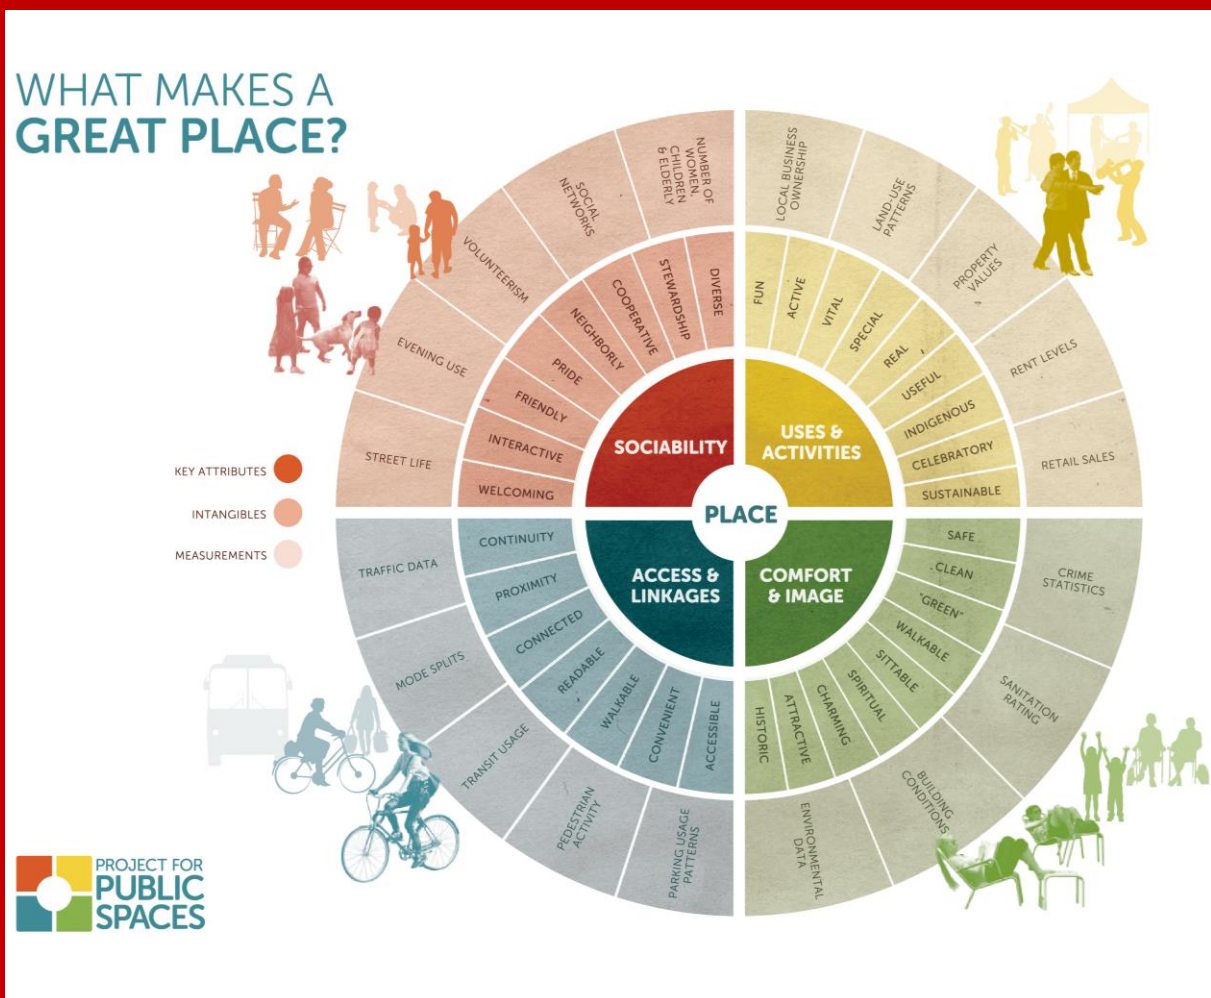 WHAT MAKES A
GREAT PLACE?
NUMBER OF
WOMEN,
CHILDREN
& ELDERLY
SOCIAL
NETWORKS
VOLUNTEERISM
EVENING USE
STREET LIFE
DIVERSE
STEWARDSHIP
COOPERATIVE
NEIGHBORLY
PRIDE
FRIENDLY
INTERACTIVE
WELCOMING
SOCIABILITY
LOCAL BUSINESS
OWNERSHIP
LAND-USE
PATTERNS
PROPERTY
VALUES
RENT LEVELS
RETAIL SALES
FUN
ACTIVE
VITAL
SPECIAL
REAL
USEFUL
INDIGENOUS
CELEBRATORY
SUSTAINABLE
USES &
ACTIVITIES
PLACE
KEY ATTRIBUTES
INTANGIBLES
MEASUREMENTS
ACCESS &
LINKAGES
CONTINUITY
PROXIMITY
CONNECTED
READABLE
WALKABLE
CONVENIENT
ACCESSIBLE
TRAFFIC DATA
MODE SPLITS
TRANSIT USAGE
PEDESTRIAN
ACTIVITY
PARKING USAGE
PATTERNS
COMFORT
& IMAGE
SAFE
CLEAN
"GREEN"
WALKABLE
SITTABLE
SPIRITUAL
CHARMING
ATTRACTIVE
HISTORIC
CRIME
STATISTICS
SANITATION
RATING
BUILDING
CONDITIONS
ENVIRONMENTAL
DATA
PROJECT FOR
PUBLIC
SPACES